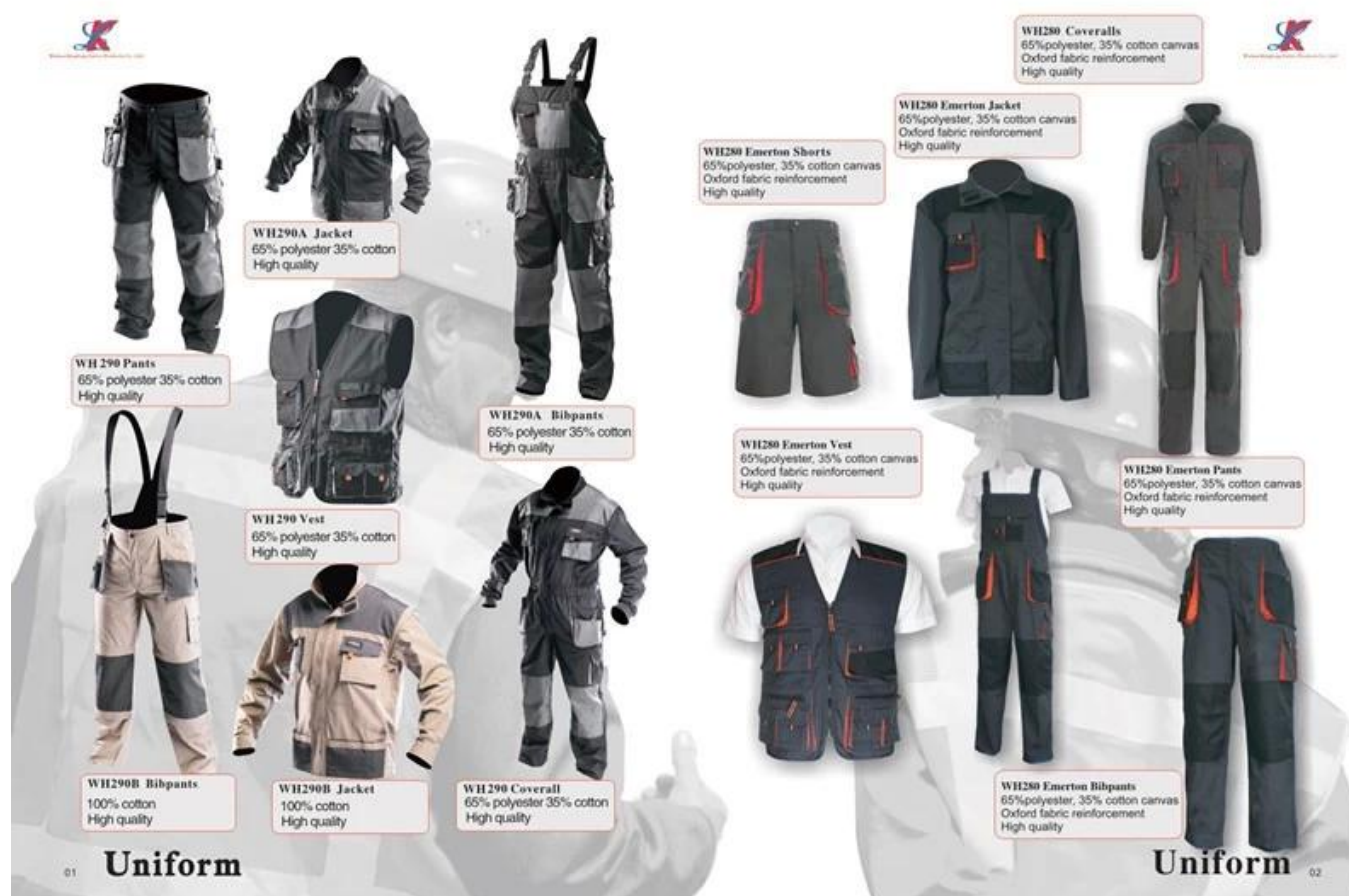 WH290A Jacket
65% polyester 35% cotton
High quality
WH 290 Pants
65% polyester 35% cotton
High quality
WH290A Bibpants
65% polyester 35% cotton
High quality
WH 290 Vest
65% polyester 35% cotton
High quality
WH290B Bibpants
100% cotton
High quality
WH290B Jacket
100% cotton
High quality
WH 290 Coverall
65% polyester 35% cotton
High quality
01
Uniform
WH280 Coveralls
65%polyester, 35% cotton canvas
Oxford fabric reinforcement
High quality
WH280 Emerton Jacket
65%polyester, 35% cotton canvas
Oxford fabric reinforcement
High quality
WH280 Emerton Shorts
65%polyester, 35% cotton canvas
Oxford fabric reinforcement
High quality
WH280 Emerton Vest
65%polyester, 35% cotton canvas
Oxford fabric reinforcement
High quality
WH280 Emerton Pants
65%polyester, 35% cotton canvas
Oxford fabric reinforcement
High quality
WH280 Emerton Bibpants
65%polyester, 35% cotton canvas
Oxford fabric reinforcement
High quality
Uniform
02